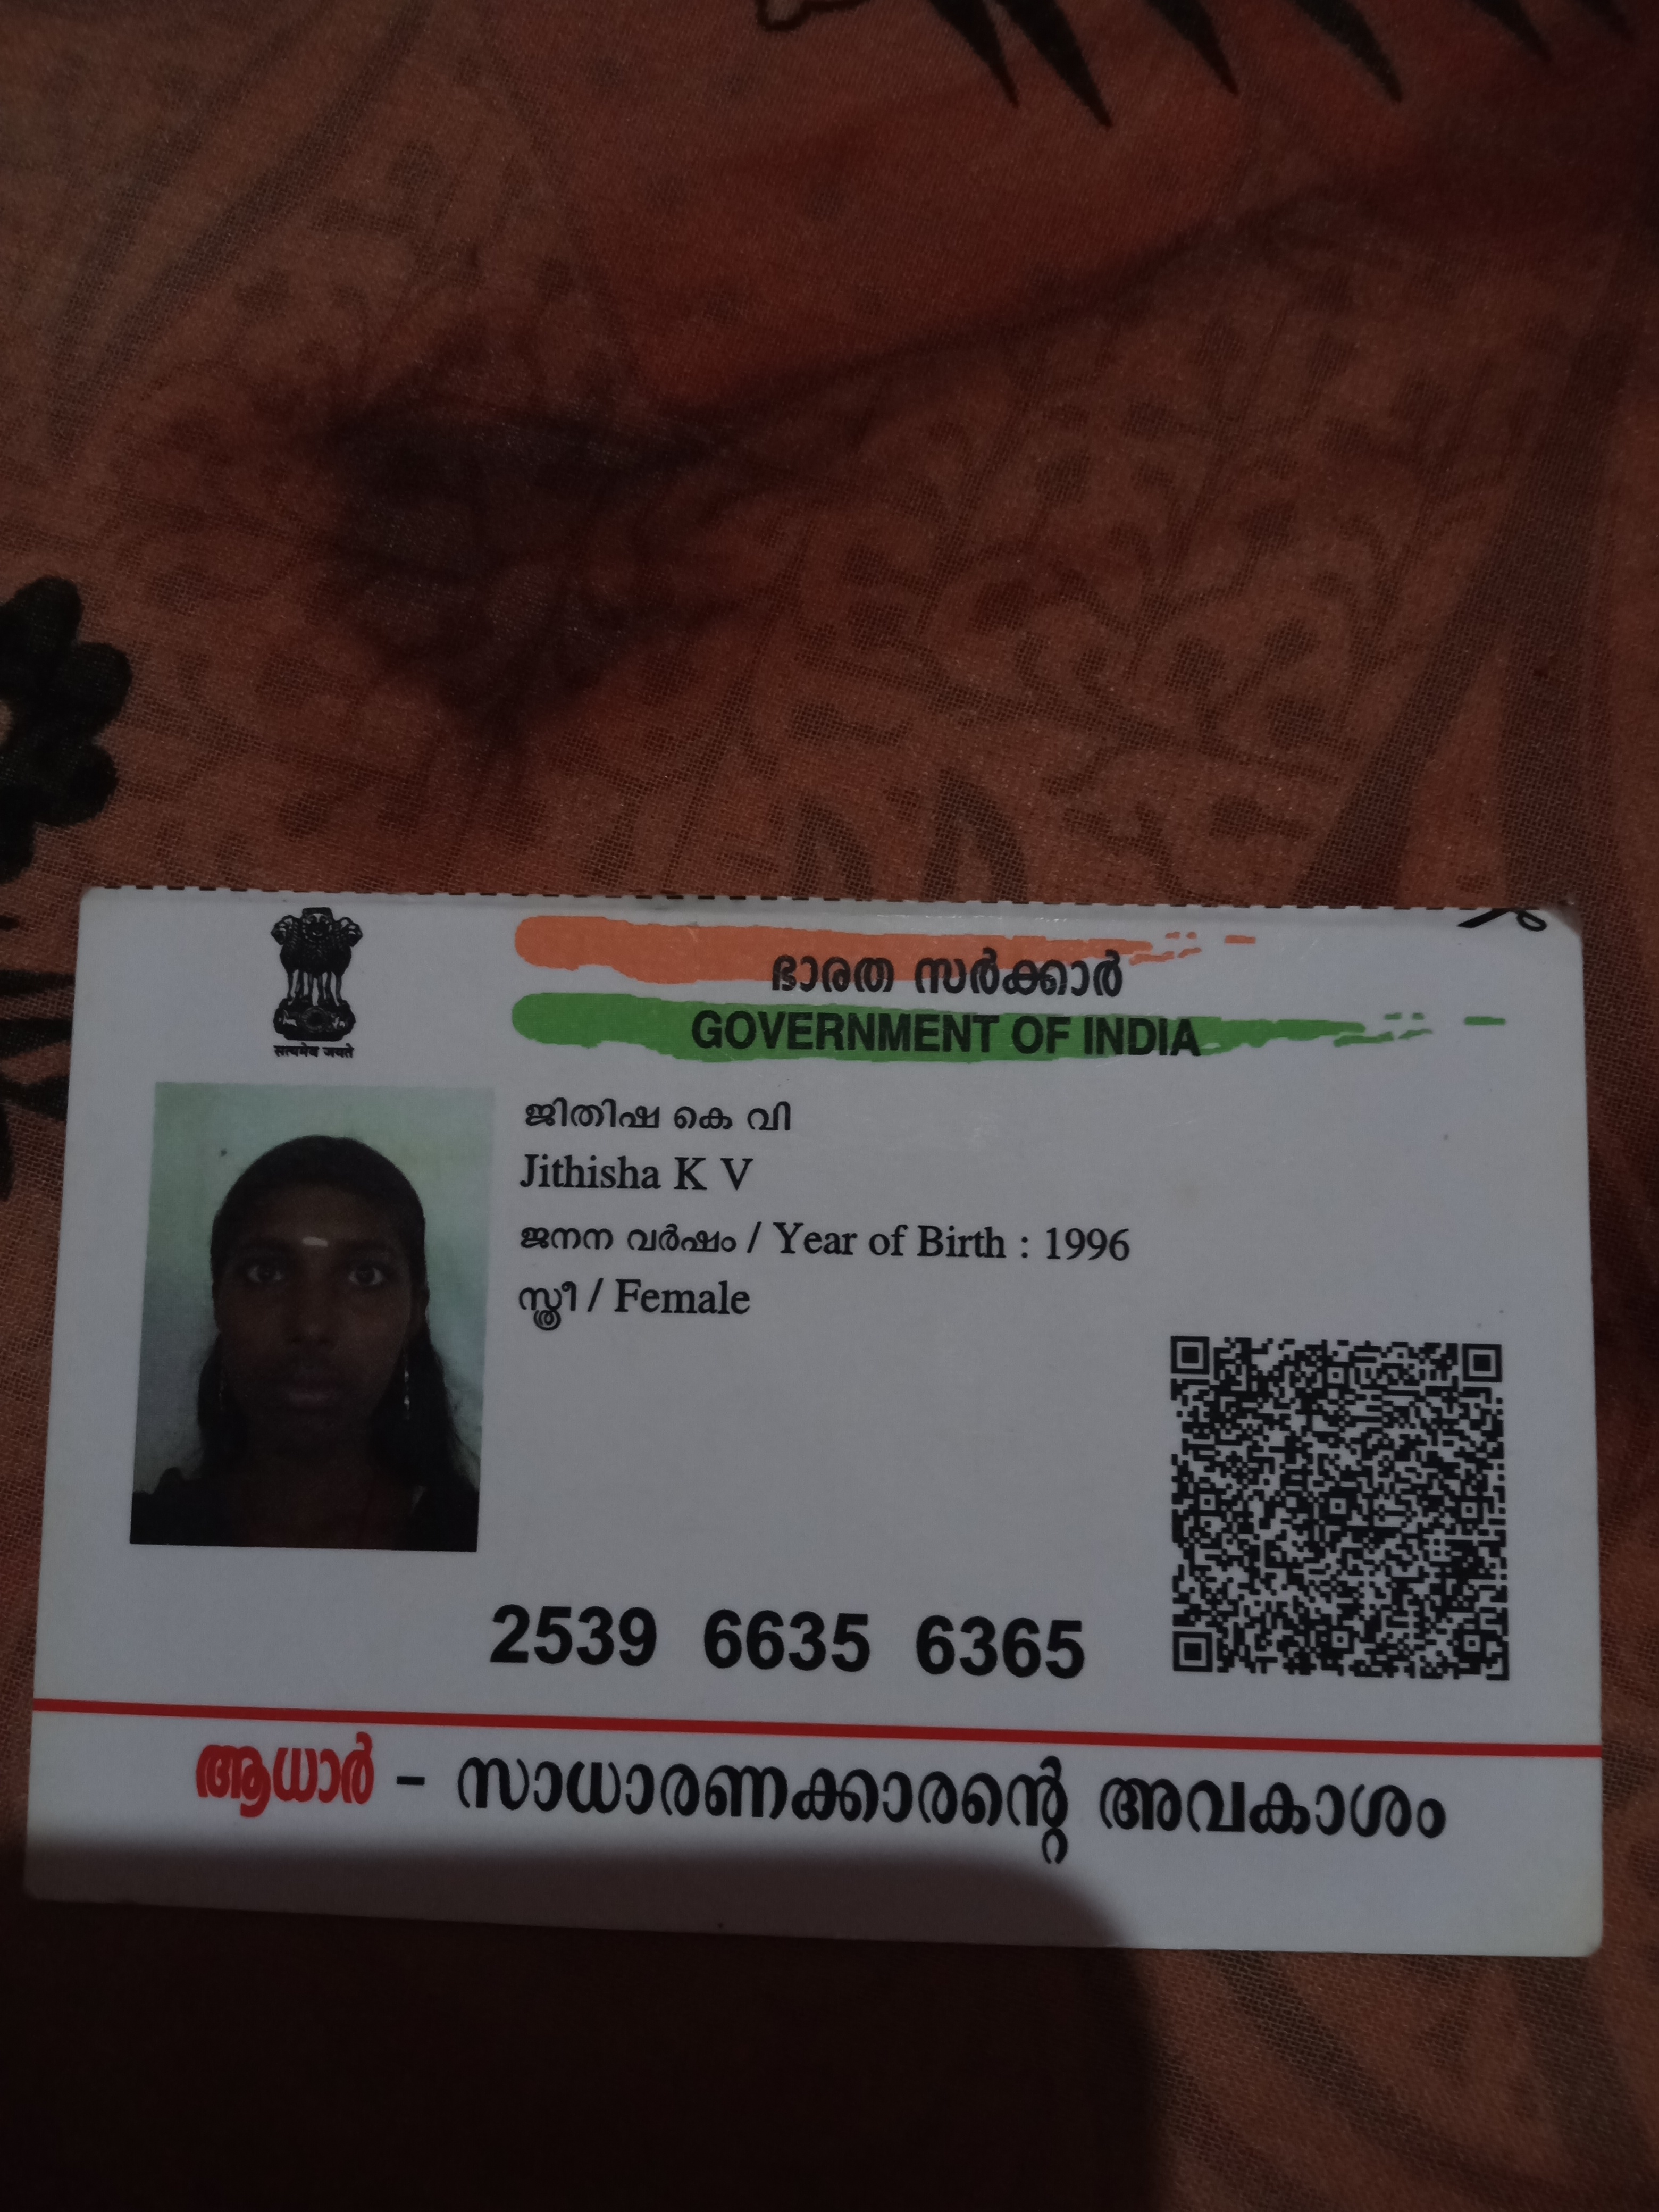 सत्यमेव जयते
ഭാരത സർക്കാർ
GOVERNMENT OF INDIA
ജിതിഷ കെ വി
Jithisha K V
ജനന വർഷം / Year of Birth : 1996
സ്ത്രീ / Female
2539 6635 6365
ആധാർ - സാധാരണക്കാരന്റെ അവകാശം